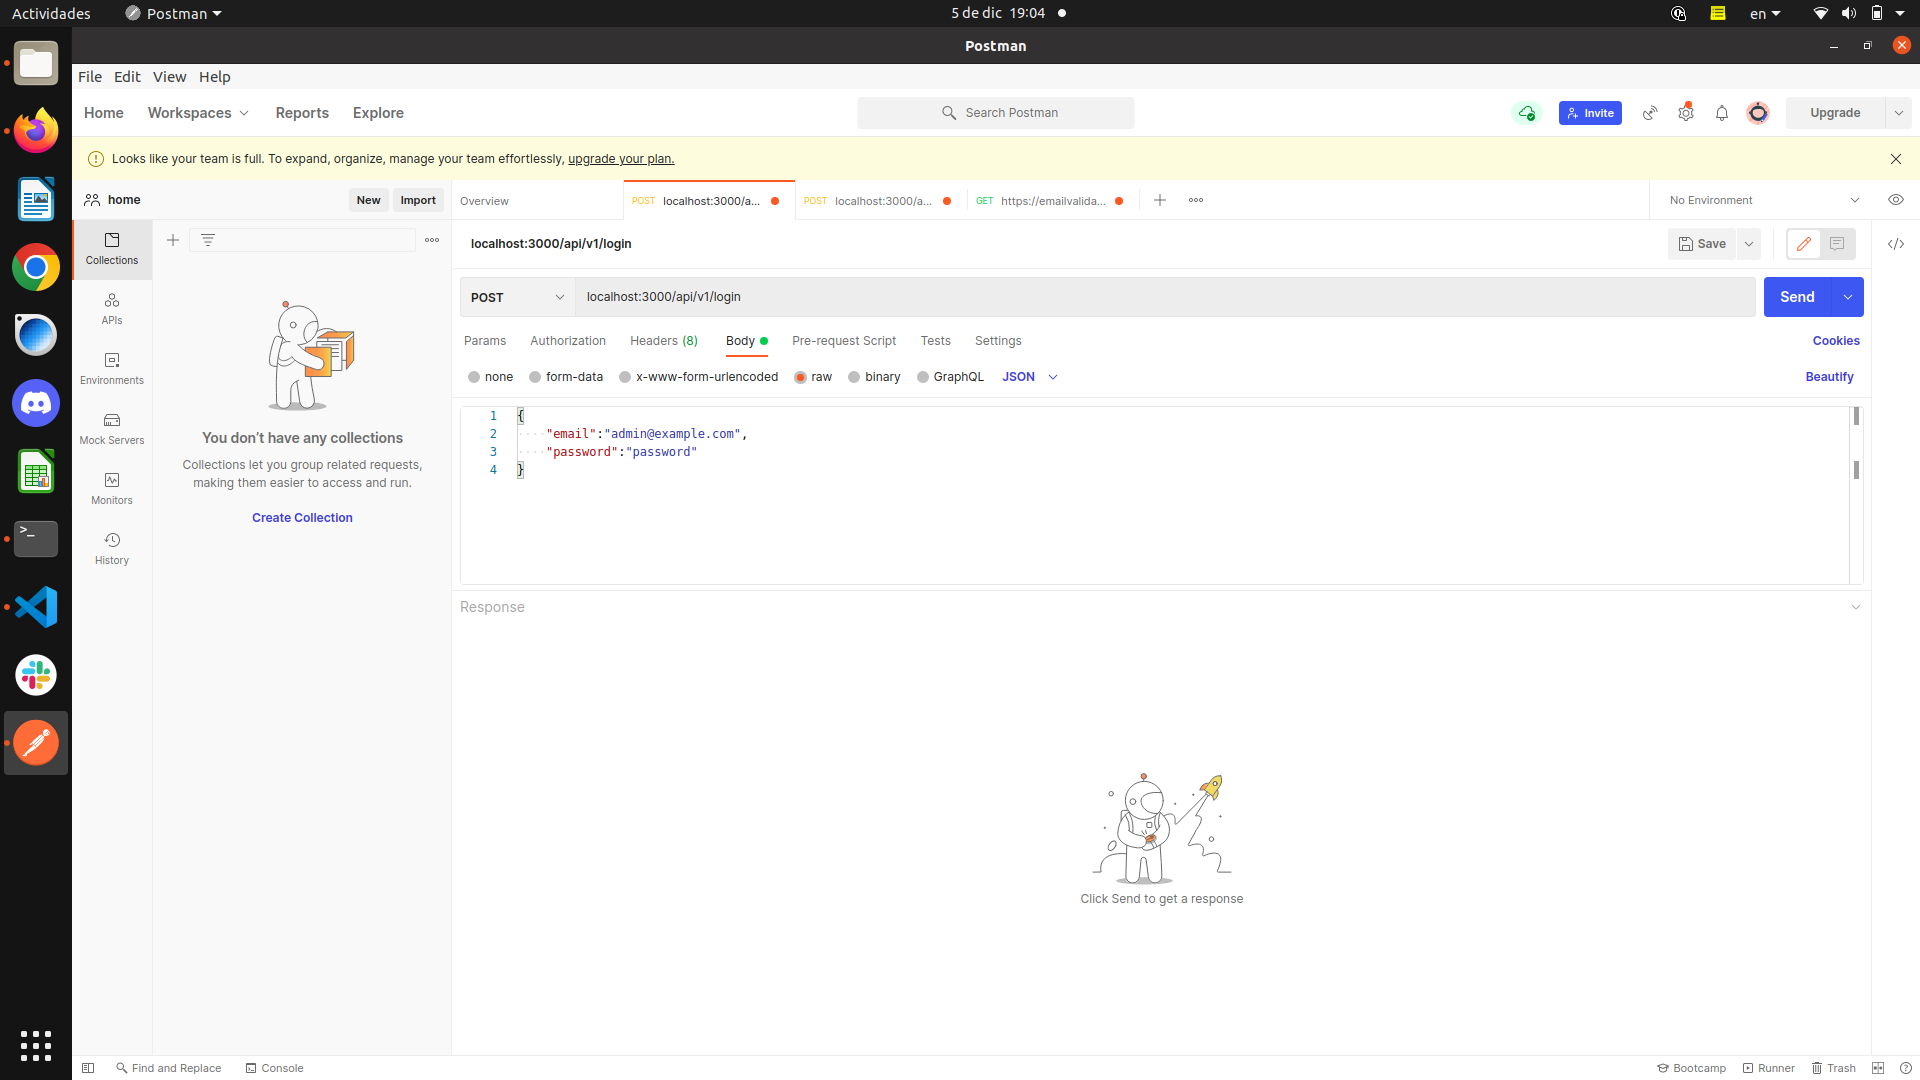 Actividades
Postman
5 de dic 19:04
en
Postman
File Edit View Help
Home Workspaces Reports Explore
Search Postman
Invite
Upgrade
Looks like your team is full. To expand, organize, manage your team effortlessly, upgrade your plan.
home
New
Import
Overview
POST localhost:3000/a...
POST localhost:3000/a...
GET https://emailvalida...
No Environment
Collections
APIs
Environments
Mock Servers
Monitors
History
You don’t have any collections
Collections let you group related requests,
making them easier to access and run.
Create Collection
localhost:3000/api/v1/login
Save
POST
localhost:3000/api/v1/login
Send
Params Authorization Headers (8) Body Pre-request Script Tests Settings
Cookies
none form-data x-www-form-urlencoded raw binary GraphQL JSON
Beautify
1 {
2 "email":"admin@example.com",
3 "password":"password"
4 }
Response
Click Send to get a response
Find and Replace
Console
Bootcamp
Runner
Trash